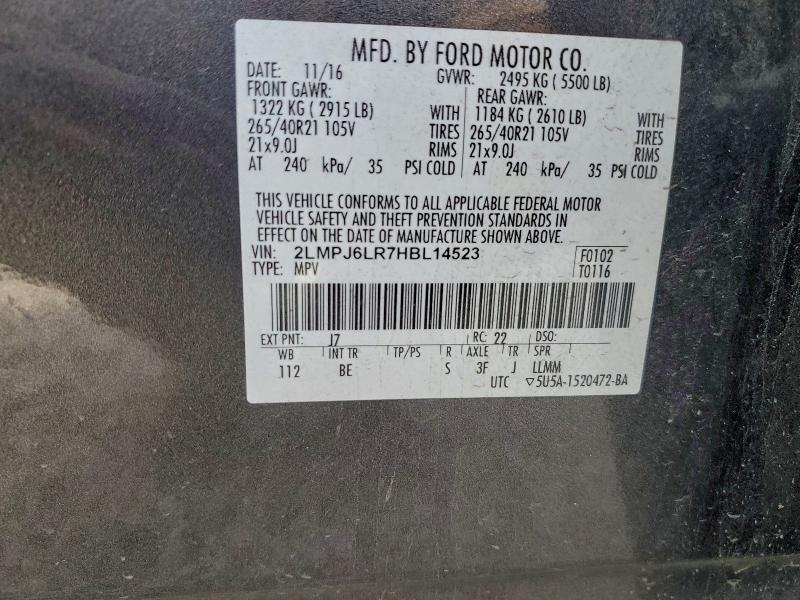 MFD. BY FORD MOTOR CO.
DATE: 11/16 GVWR: 2495 KG ( 5500 LB)
FRONT GAWR: REAR GAWR:
1322 KG ( 2915 LB) WITH 1184 KG ( 2610 LB) WITH
265/40R21 105V TIRES 265/40R21 105V TIRES
21x9.0J RIMS 21x9.0J RIMS
AT 240 kPa/ 35 PSI COLD AT 240 kPa/ 35 PSI COLD
THIS VEHICLE CONFORMS TO ALL APPLICABLE FEDERAL MOTOR
VEHICLE SAFETY AND THEFT PREVENTION STANDARDS IN
EFFECT ON THE DATE OF MANUFACTURE SHOWN ABOVE.
VIN: 2LMPJ6LR7HBL14523 F0102
TYPE: MPV T0116
EXT PNT: J7 RC: 22 DSO:
WB INT TR TP/PS R AXLE TR SPR
112 BE S 3F J LLMM
UTC ▽5U5A-1520472-BA